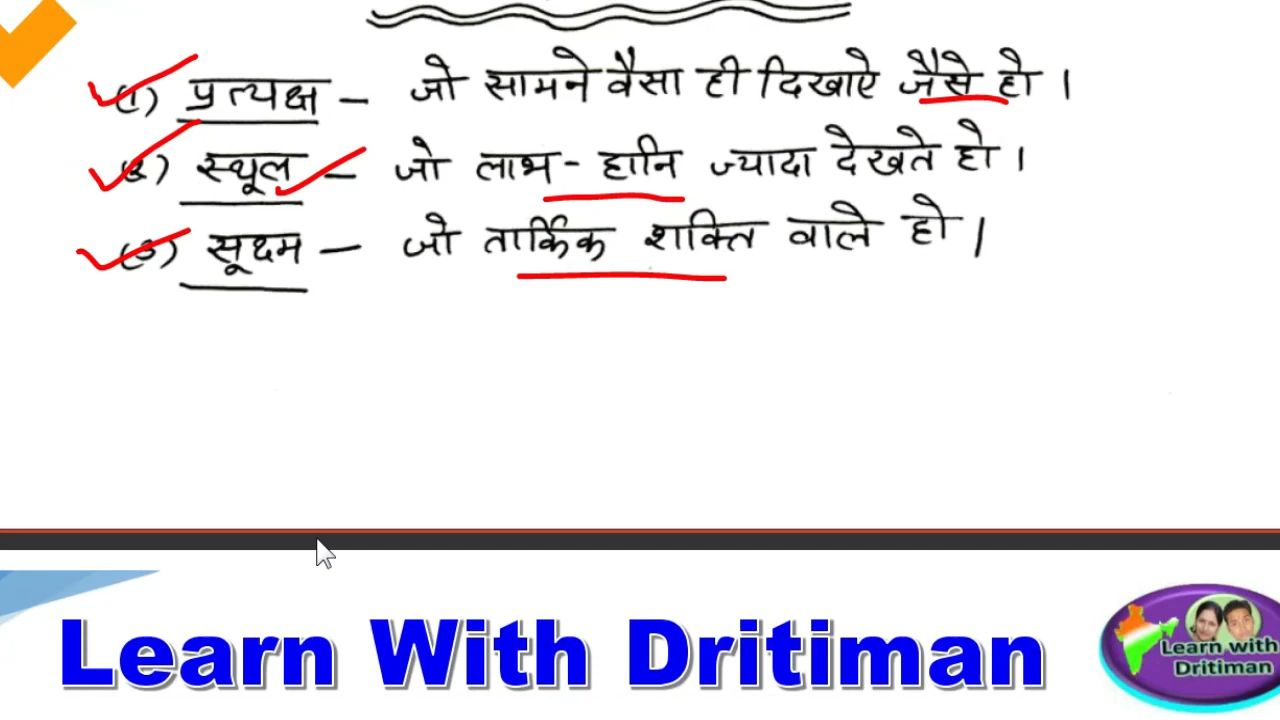 (1) प्रत्यक्ष – जो सामने वैसा ही दिखाऐ जैसे हो ।
(2) स्थूल – जो लाभ - हानि ज्यादा देखते हो ।
(3) सूक्ष्म – जो तार्किक शक्ति वाले हो ।
Learn With Dritiman
Learn with
Dritiman